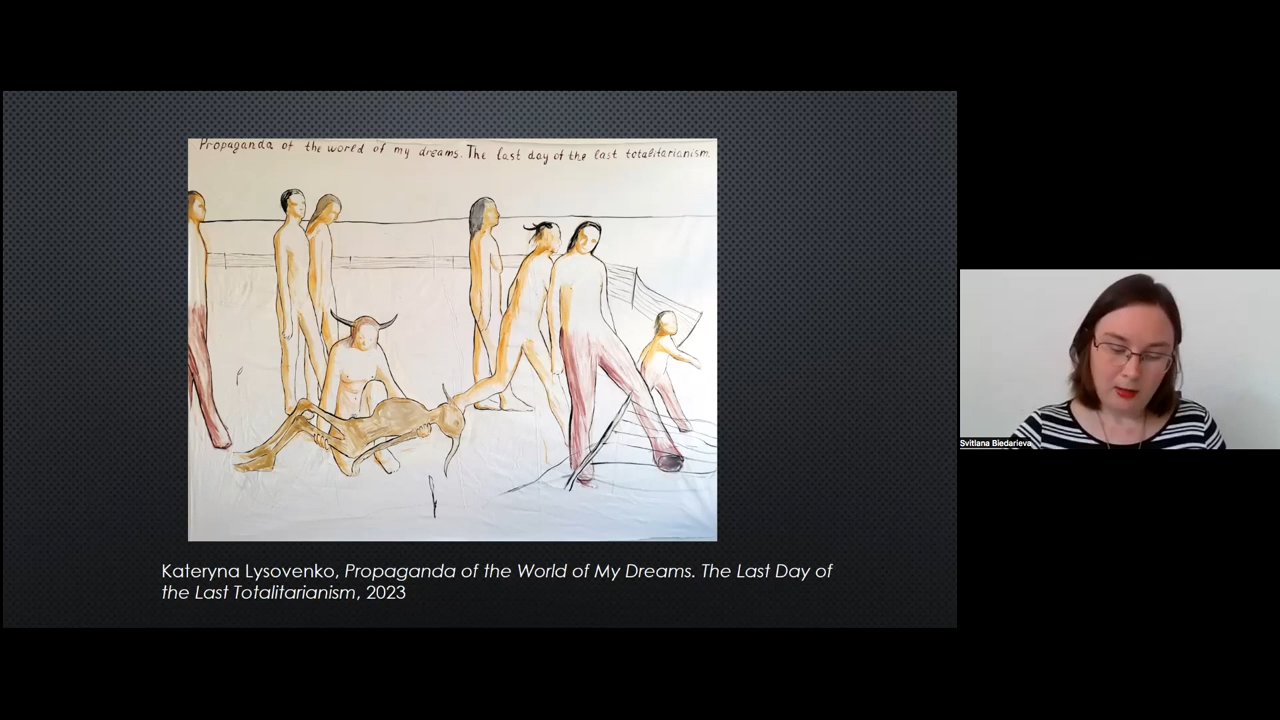 Propaganda of the world of my dreams. The last day of the last totalitarianism.
Kateryna Lysovenko, Propaganda of the World of My Dreams. The Last Day of
the Last Totalitarianism, 2023
Svitlana Biedarieva